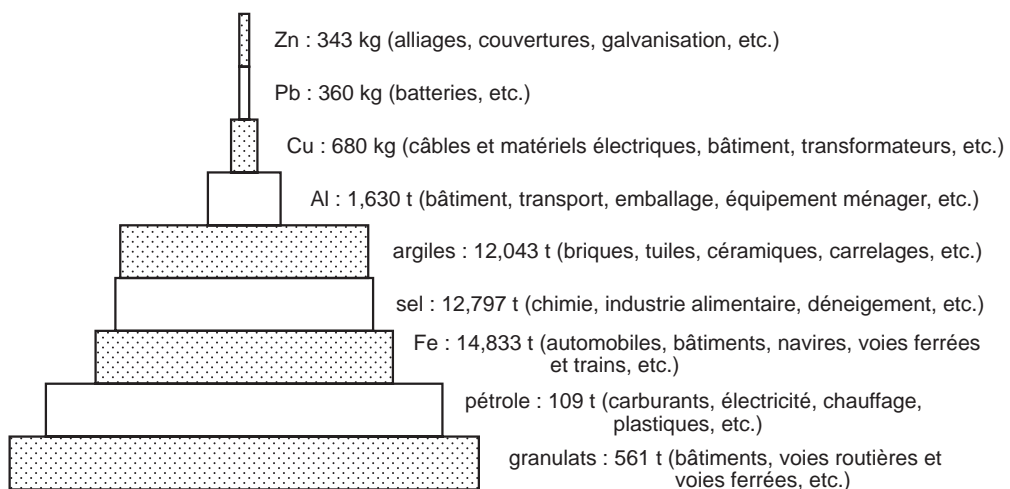 Zn : 343 kg (alliages, couvertures, galvanisation, etc.)
Pb : 360 kg (batteries, etc.)
Cu : 680 kg (câbles et matériels électriques, bâtiment, transformateurs, etc.)
Al : 1,630 t (bâtiment, transport, emballage, équipement ménager, etc.)
argiles : 12,043 t (briques, tuiles, céramiques, carrelages, etc.)
sel : 12,797 t (chimie, industrie alimentaire, déneigement, etc.)
Fe : 14,833 t (automobiles, bâtiments, navires, voies ferrées
et trains, etc.)
pétrole : 109 t (carburants, électricité, chauffage,
plastiques, etc.)
granulats : 561 t (bâtiments, voies routières et
voies ferrées, etc.)